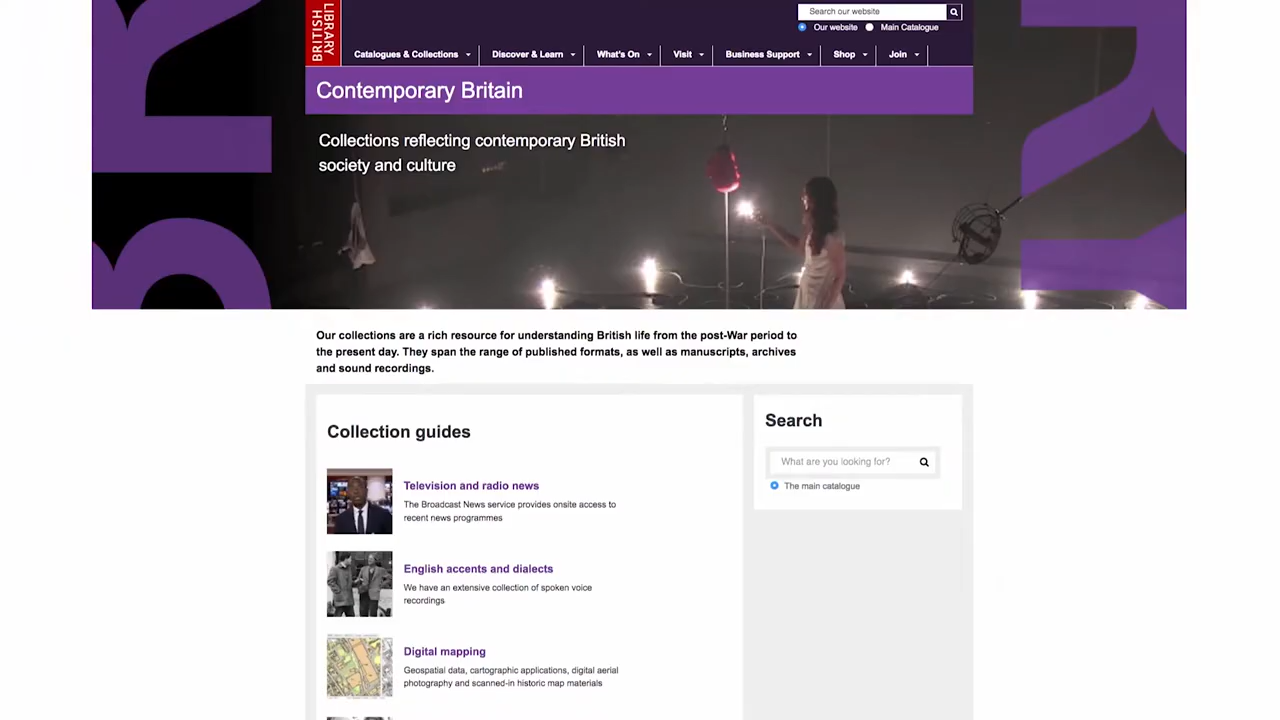 LIBRARY
BRITISH
Search our website
Our website
Main Catalogue
Catalogues & Collections
Discover & Learn
What's On
Visit
Business Support
Shop
Join
Contemporary Britain
Collections reflecting contemporary British
society and culture
Our collections are a rich resource for understanding British life from the post-War period to
the present day. They span the range of published formats, as well as manuscripts, archives
and sound recordings.
Collection guides
Television and radio news
The Broadcast News service provides onsite access to
recent news programmes
English accents and dialects
We have an extensive collection of spoken voice
recordings
Digital mapping
Geospatial data, cartographic applications, digital aerial
photography and scanned-in historic map materials
Search
What are you looking for?
The main catalogue